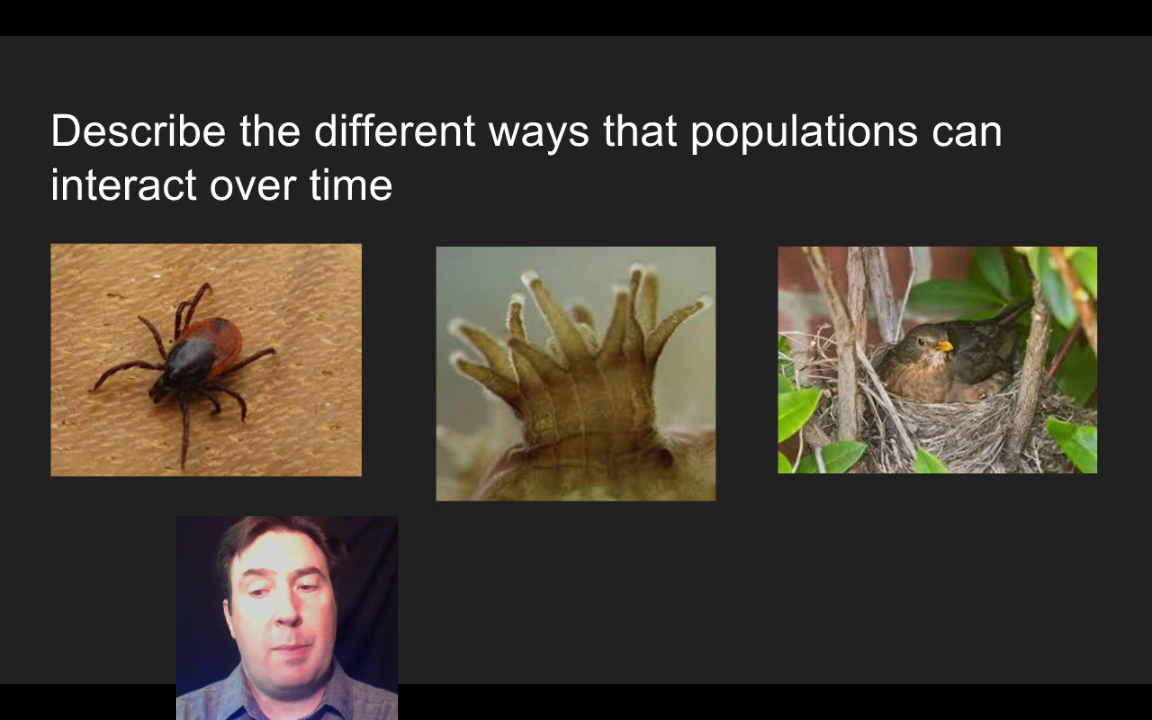 Describe the different ways that populations can
interact over time